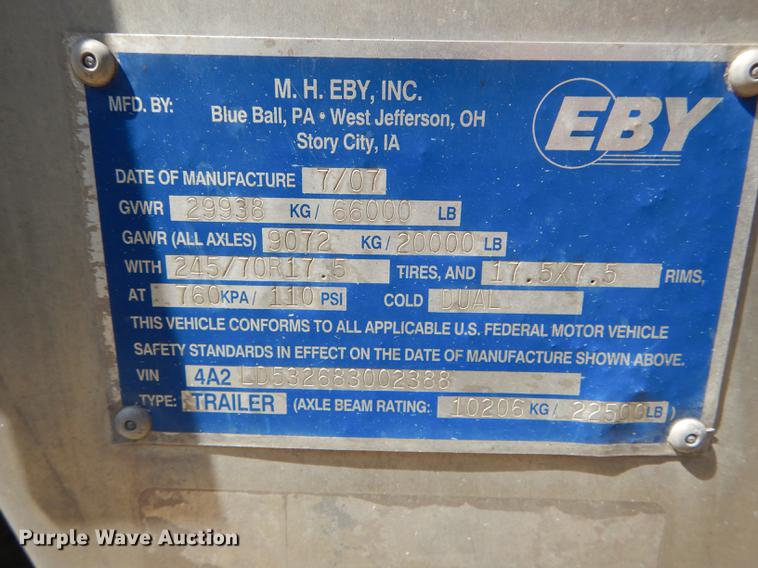 MFD. BY:
M. H. EBY, INC.
Blue Ball, PA • West Jefferson, OH
Story City, IA
EBY
DATE OF MANUFACTURE 7/07
GVWR 29938 KG/ 66000 LB
GAWR (ALL AXLES) 9072 KG/ 20000 LB
WITH 245/70R17.5 TIRES, AND 17.5X7.5 RIMS,
AT 760 KPA/ 110 PSI COLD DUAL
THIS VEHICLE CONFORMS TO ALL APPLICABLE U.S. FEDERAL MOTOR VEHICLE
SAFETY STANDARDS IN EFFECT ON THE DATE OF MANUFACTURE SHOWN ABOVE.
VIN 4A2 LD532683002388
TYPE: TRAILER (AXLE BEAM RATING: 10206 KG/ 22500 LB )
Purple Wave Auction